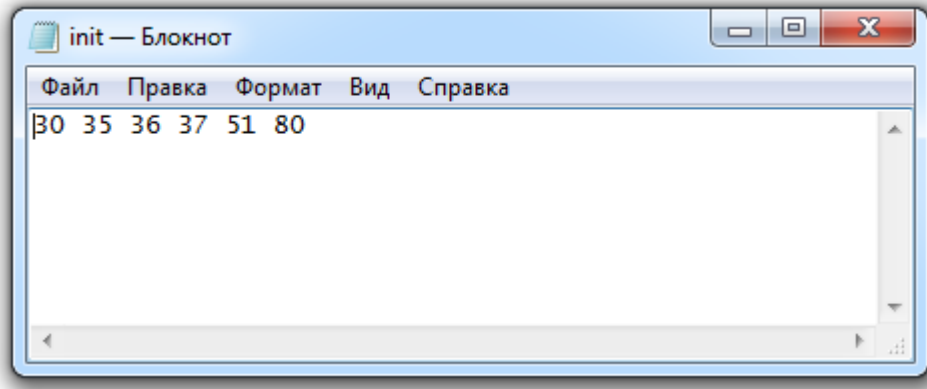 init — Блокнот
Файл Правка Формат Вид Справка
30 35 36 37 51 80